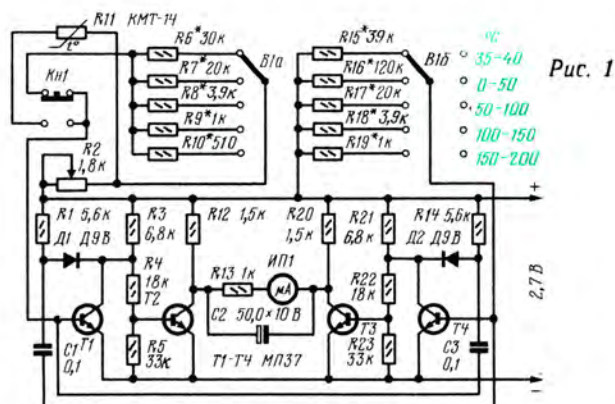 R11 КМТ-14
t°
Кн1
R2
1,8к
R6*30к
R7*20к
R8*3,9к
R9*1к
R10*510
В1а
R15*39к
R16*120к
R17*20к
R18*3,9к
R19*1к
В1б
°С
35-40
0-50
50-100
100-150
150-200
Рис. 1
R1 5,6к
Д1 Д9В
R3
6,8к
R4
18к
Т2
R5
33к
R12 1,5к
R20
1,5к
R21
6,8к
R14 5,6к
Д2 Д9В
R13 1к
ИП1
мА
С2 50,0×10В
R22
18к
Т3
R23
33к
Т4
С3
0,1
С1
0,1
Т1
Т1-Т4 МП37
+
2,7В
−